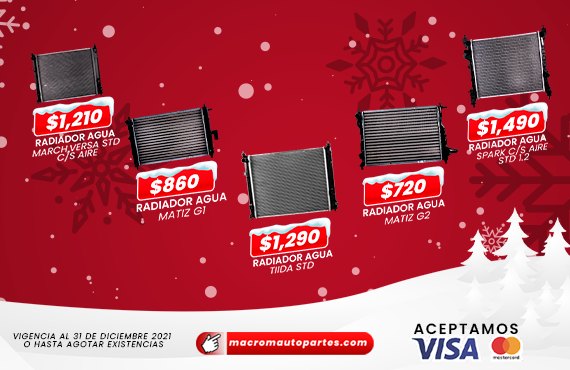 $1,210
RADIADOR AGUA
MARCH,VERSA STD
C/S AIRE
$860
RADIADOR AGUA
MATIZ G1
$1,290
RADIADOR AGUA
TIIDA STD
$720
RADIADOR AGUA
MATIZ G2
$1,490
RADIADOR AGUA
SPARK C/S AIRE
STD 1.2
VIGENCIA AL 31 DE DICIEMBRE 2021
O HASTA AGOTAR EXISTENCIAS
macromautopartes.com
ACEPTAMOS
VISA mastercard